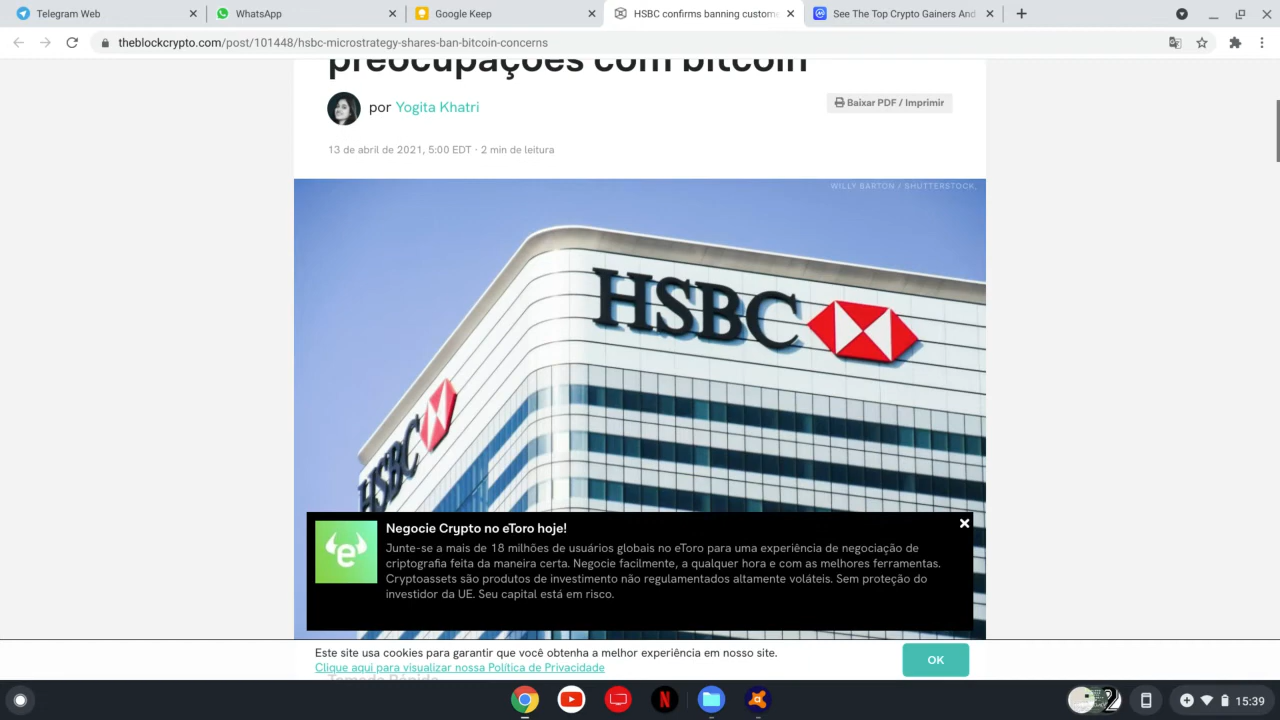 Telegram Web
WhatsApp
Google Keep
HSBC confirms banning custome
See The Top Crypto Gainers And
theblockcrypto.com/post/101448/hsbc-microstrategy-shares-ban-bitcoin-concerns
preocupações com bitcoin
por Yogita Khatri
Baixar PDF / Imprimir
13 de abril de 2021, 5:00 EDT · 2 min de leitura
WILLY BARTON / SHUTTERSTOCK,
HSBC
HSBC
Negocie Crypto no eToro hoje!
Junte-se a mais de 18 milhões de usuários globais no eToro para uma experiência de negociação de
criptografia feita da maneira certa. Negocie facilmente, a qualquer hora e com as melhores ferramentas.
Cryptoassets são produtos de investimento não regulamentados altamente voláteis. Sem proteção do
investidor da UE. Seu capital está em risco.
Este site usa cookies para garantir que você obtenha a melhor experiência em nosso site.
Clique aqui para visualizar nossa Política de Privacidade
OK
Tomada Rápida
2
15:39